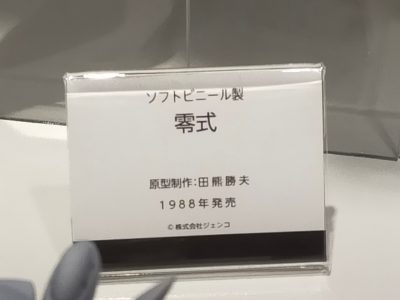 ソフトビニール製
零式
原型制作:田熊勝夫
1988年発売
©株式会社ジェンコ